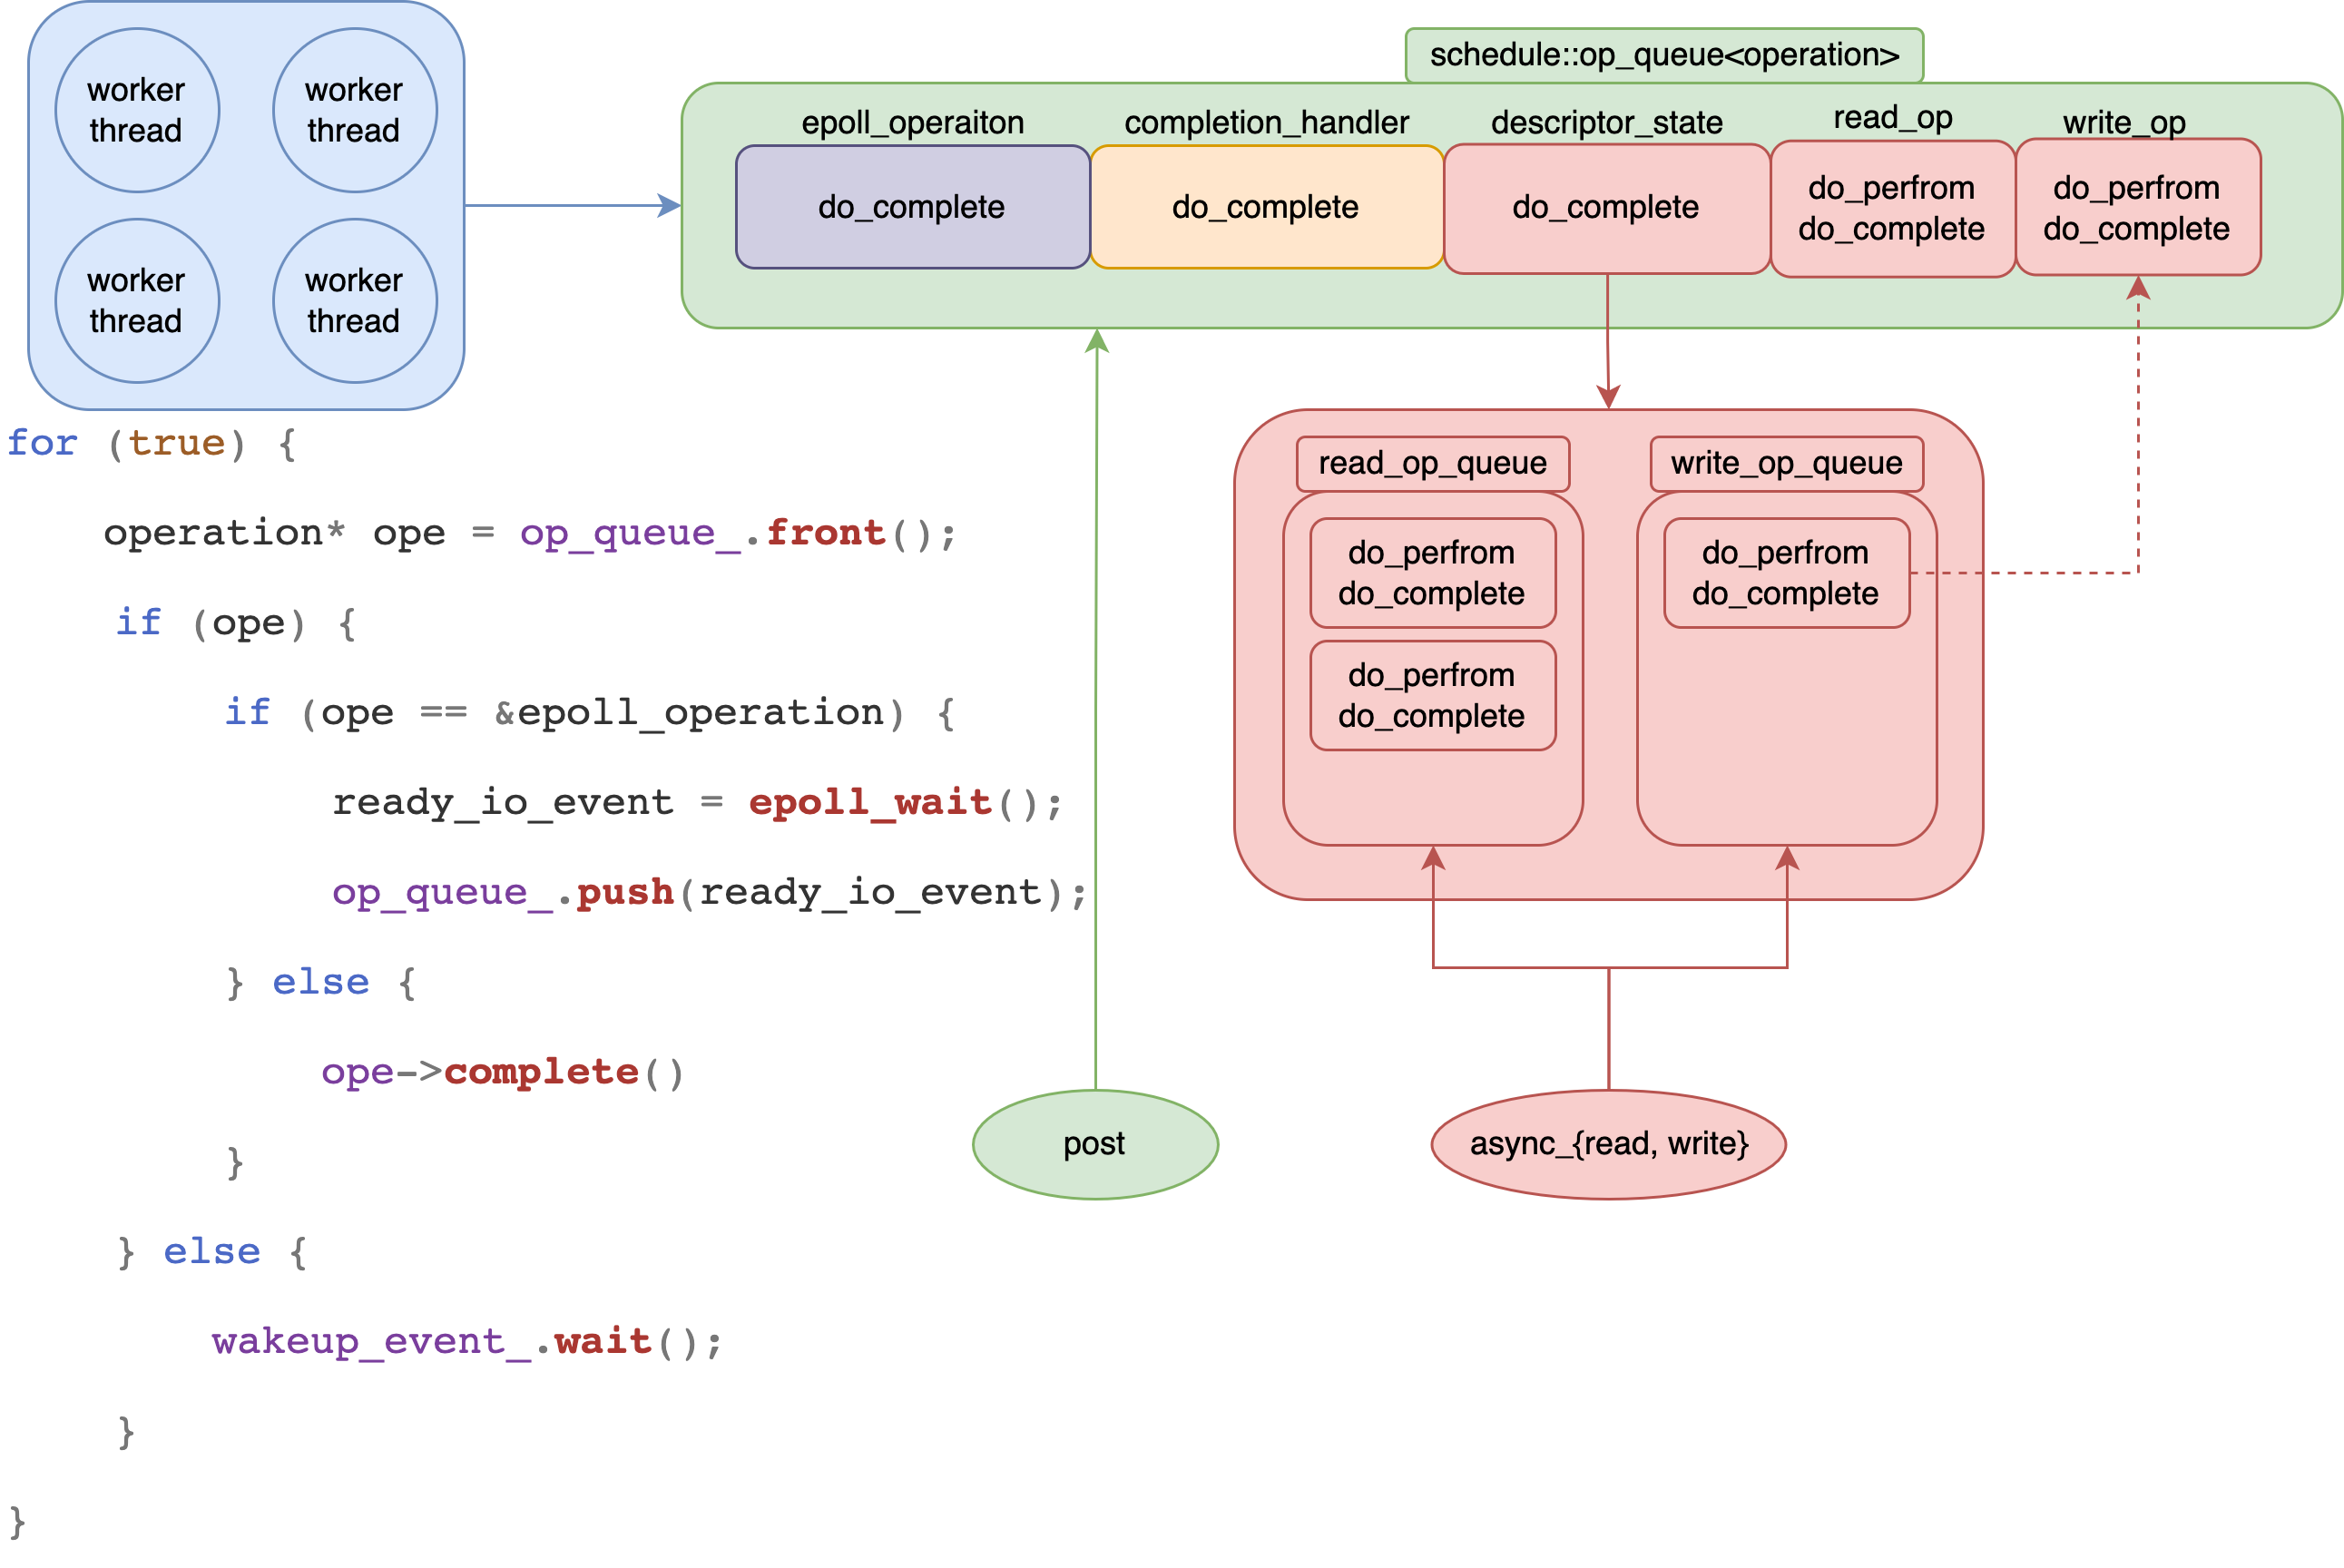 worker
thread
worker
thread
worker
thread
worker
thread
schedule::op_queue<operation>
epoll_operaiton
completion_handler
descriptor_state
read_op
write_op
do_complete
do_complete
do_complete
do_perfrom
do_complete
do_perfrom
do_complete
for (true) {
operation* ope = op_queue_.front();
if (ope) {
if (ope == &epoll_operation) {
ready_io_event = epoll_wait();
op_queue_.push(ready_io_event);
} else {
ope->complete()
}
} else {
wakeup_event_.wait();
}
}
read_op_queue
do_perfrom
do_complete
do_perfrom
do_complete
write_op_queue
do_perfrom
do_complete
post
async_{read, write}